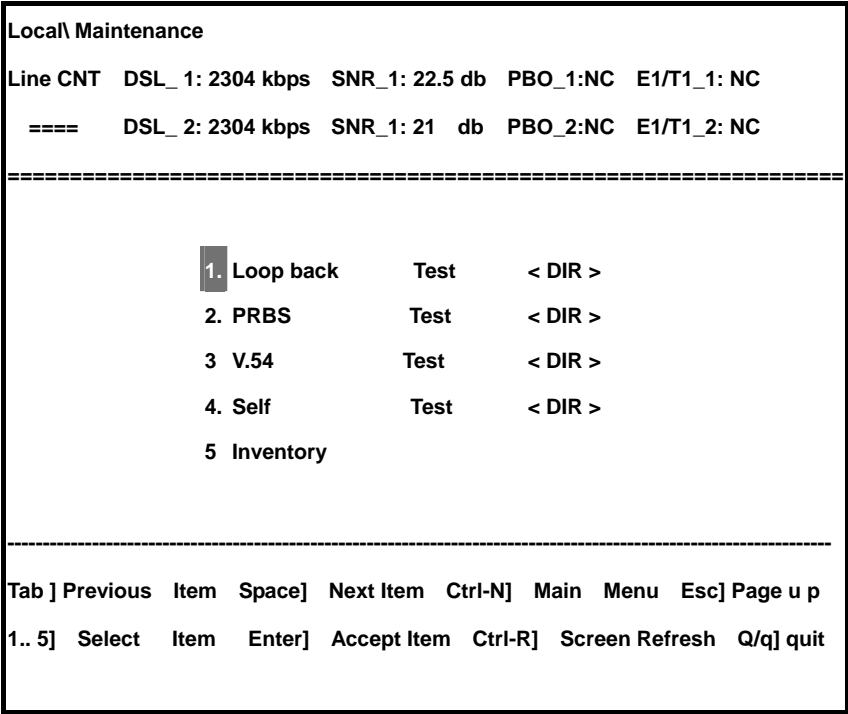 Local\ Maintenance
Line CNT DSL_ 1: 2304 kbps SNR_1: 22.5 db PBO_1:NC E1/T1_1: NC
==== DSL_ 2: 2304 kbps SNR_1: 21 db PBO_2:NC E1/T1_2: NC
===================================================================
1. Loop back Test < DIR >
2. PRBS Test < DIR >
3 V.54 Test < DIR >
4. Self Test < DIR >
5 Inventory
-----------------------------------------------------------------------------------------------------------------------
Tab ] Previous Item Space] Next Item Ctrl-N] Main Menu Esc] Page u p
1.. 5] Select Item Enter] Accept Item Ctrl-R] Screen Refresh Q/q] quit